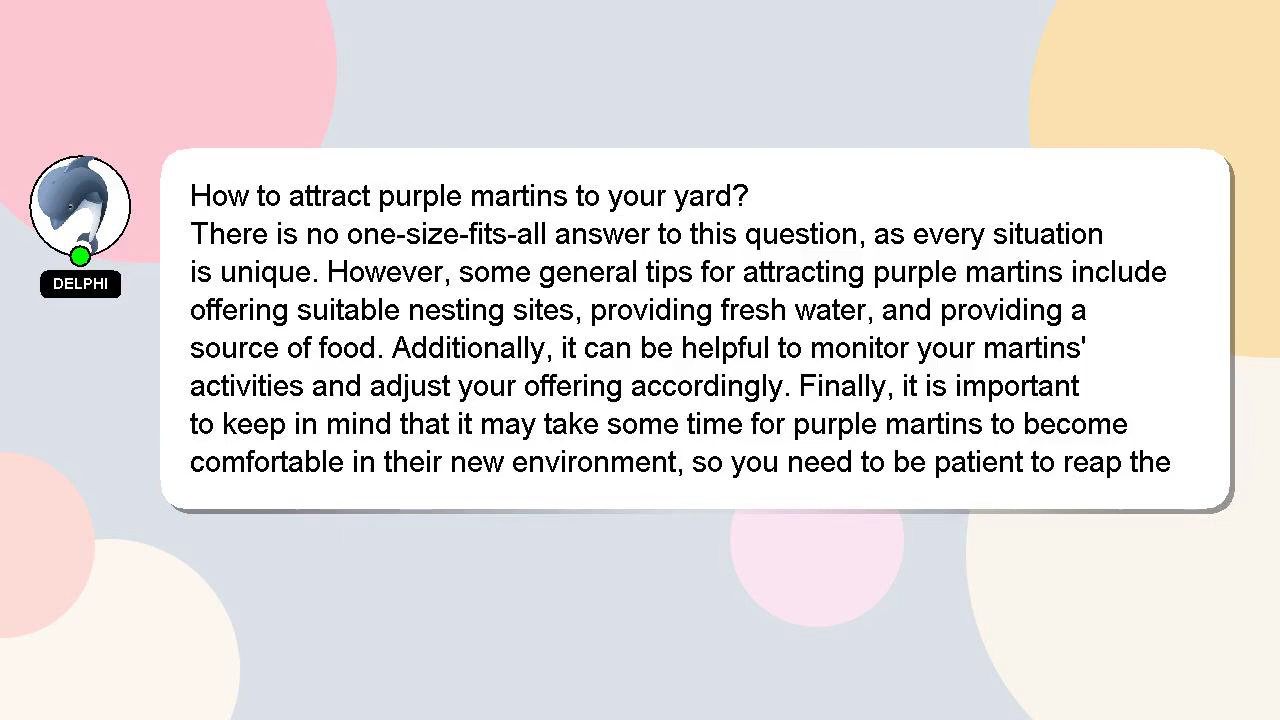 How to attract purple martins to your yard?
There is no one-size-fits-all answer to this question, as every situation
is unique. However, some general tips for attracting purple martins include
offering suitable nesting sites, providing fresh water, and providing a
source of food. Additionally, it can be helpful to monitor your martins'
activities and adjust your offering accordingly. Finally, it is important
to keep in mind that it may take some time for purple martins to become
comfortable in their new environment, so you need to be patient to reap the
DELPHI